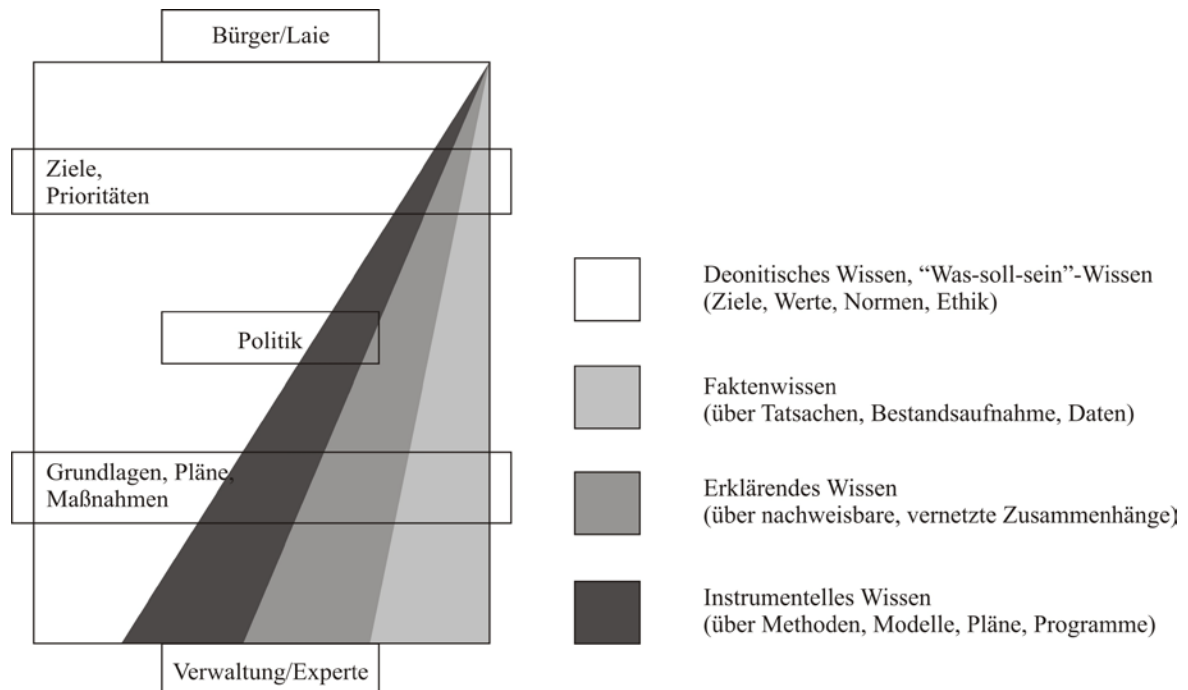 Bürger/Laie
Ziele,
Prioritäten
Politik
Grundlagen, Pläne,
Maßnahmen
Verwaltung/Experte
Deonitisches Wissen, “Was-soll-sein”-Wissen
(Ziele, Werte, Normen, Ethik)
Faktenwissen
(über Tatsachen, Bestandsaufnahme, Daten)
Erklärendes Wissen
(über nachweisbare, vernetzte Zusammenhänge)
Instrumentelles Wissen
(über Methoden, Modelle, Pläne, Programme)